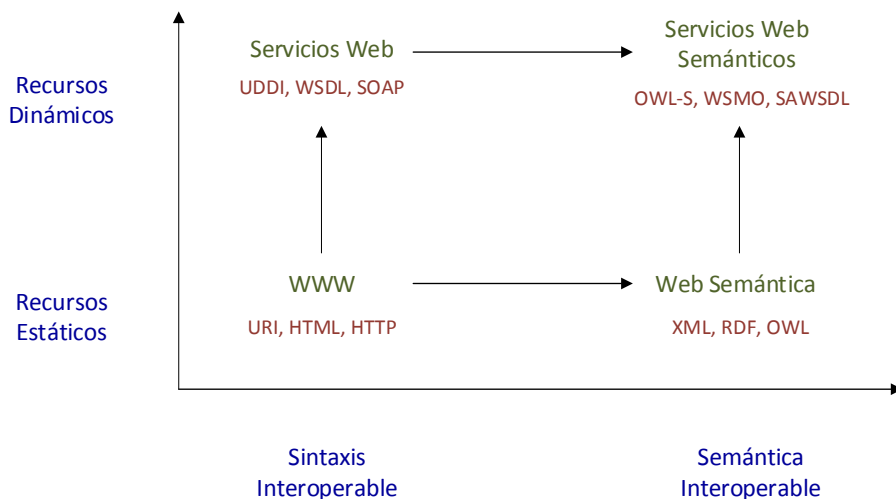 Servicios Web
UDDI, WSDL, SOAP
Servicios Web
Semánticos
OWL-S, WSMO, SAWSDL
Recursos
Dinámicos
WWW
URI, HTML, HTTP
Web Semántica
XML, RDF, OWL
Recursos
Estáticos
Sintaxis
Interoperable
Semántica
Interoperable